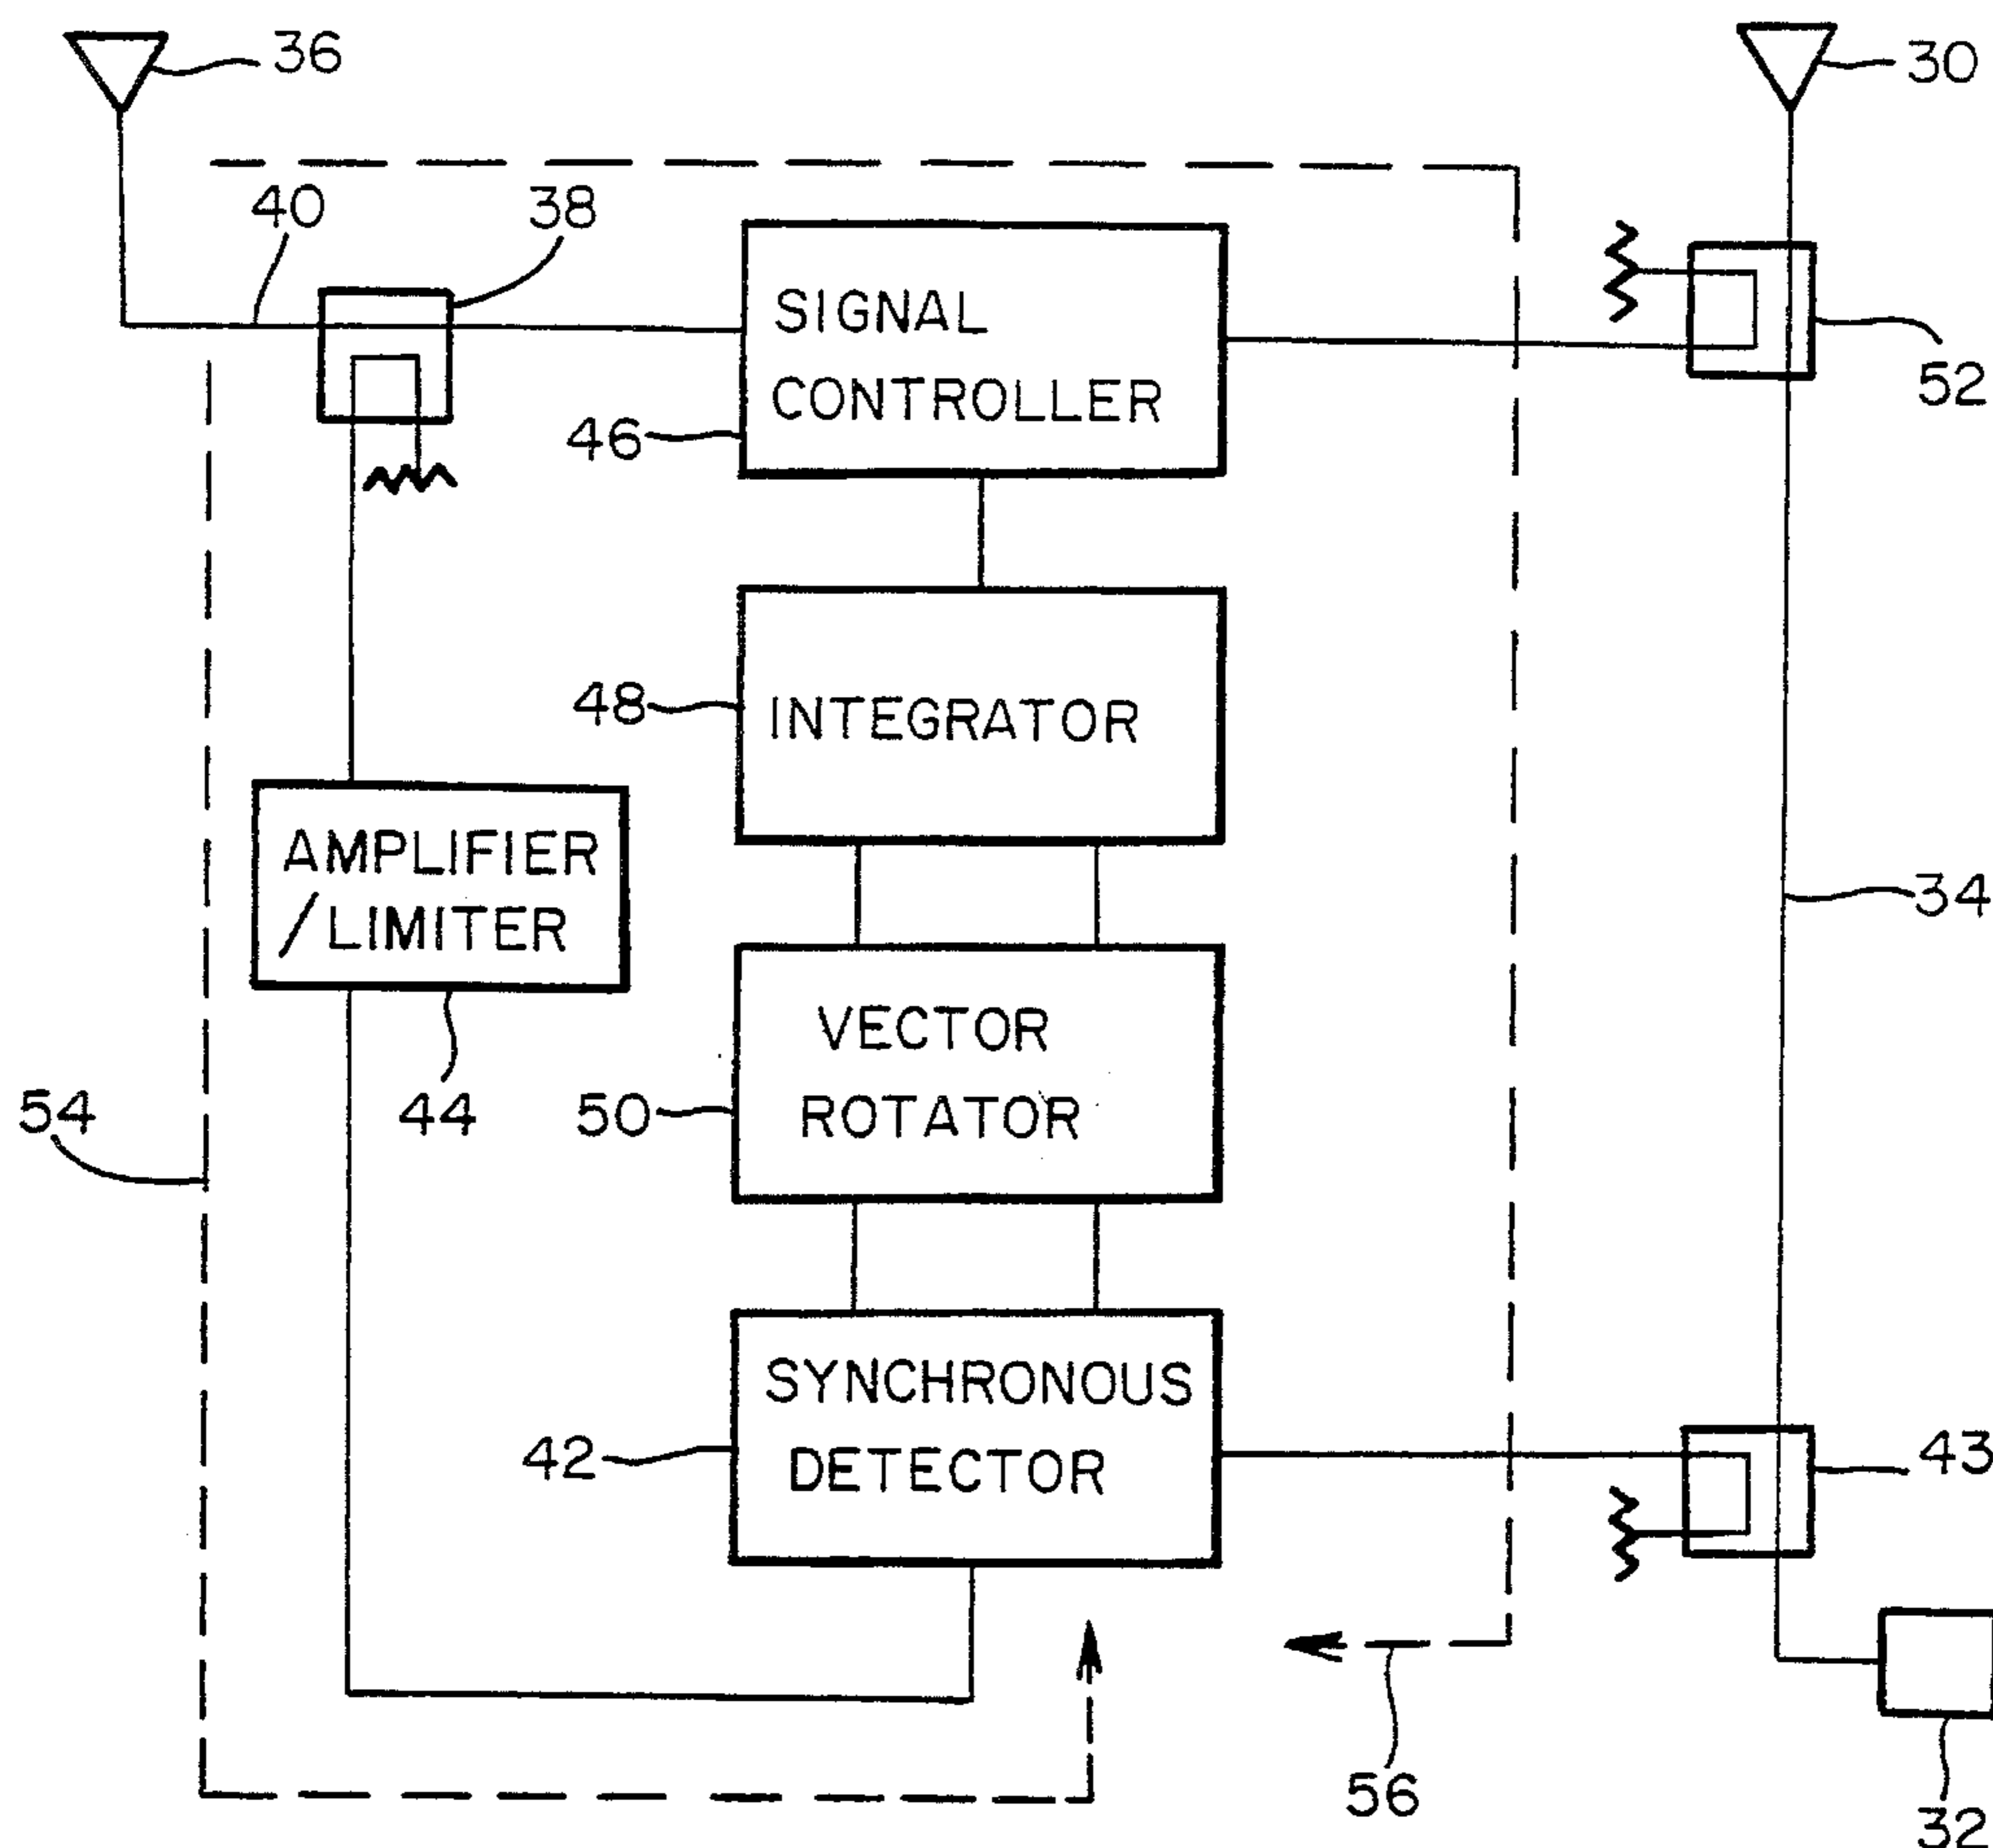 36
30
40
38
SIGNAL
CONTROLLER
46
52
48
INTEGRATOR
AMPLIFIER
/LIMITER
34
VECTOR
ROTATOR
54
44
50
SYNCHRONOUS
DETECTOR
42
43
56
32